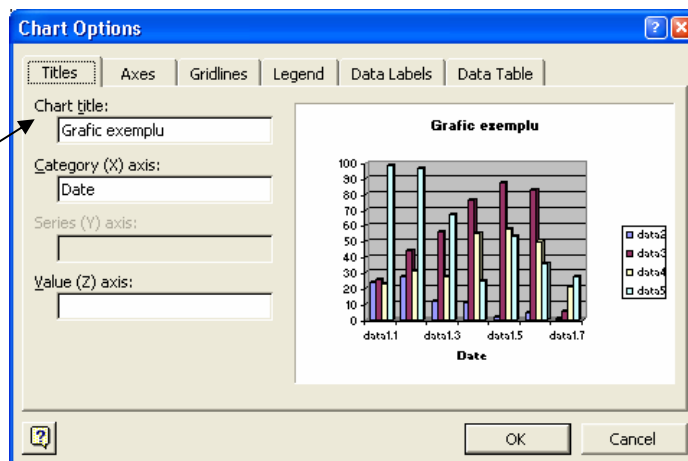 Chart Options
Titles
Axes
Gridlines
Legend
Data Labels
Data Table
Chart title:
Grafic exemplu
Category (X) axis:
Date
Series (Y) axis:
Value (Z) axis:
Grafic exemplu
100
90
80
70
60
50
40
30
20
10
0
data1.1
data1.3
data1.5
data1.7
Date
data2
data3
data4
data5
OK
Cancel